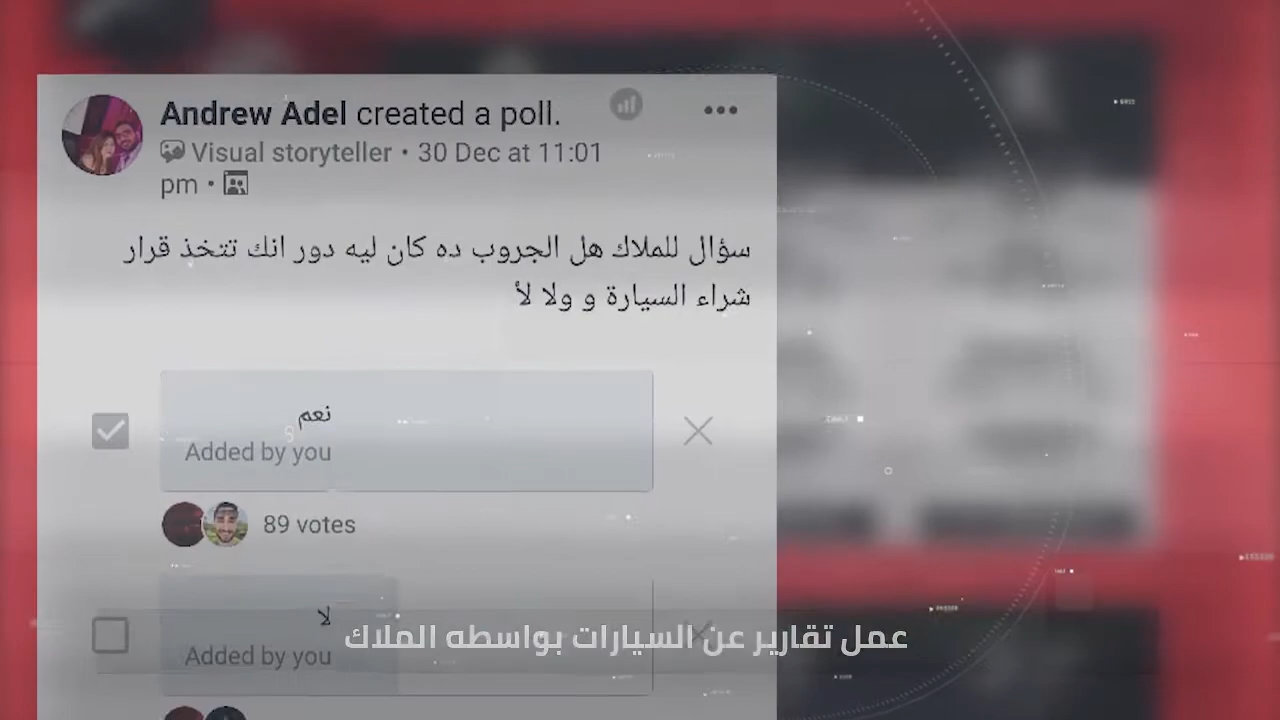 Andrew Adel created a poll.
Visual storyteller • 30 Dec at 11:01
pm •
سؤال للملاك هل الجروب ده كان ليه دور انك تتخذ قرار
شراء السيارة و ولا لأ
نعم
Added by you
89 votes
لا
Added by you
عمل تقارير عن السيارات بواسطه الملاك